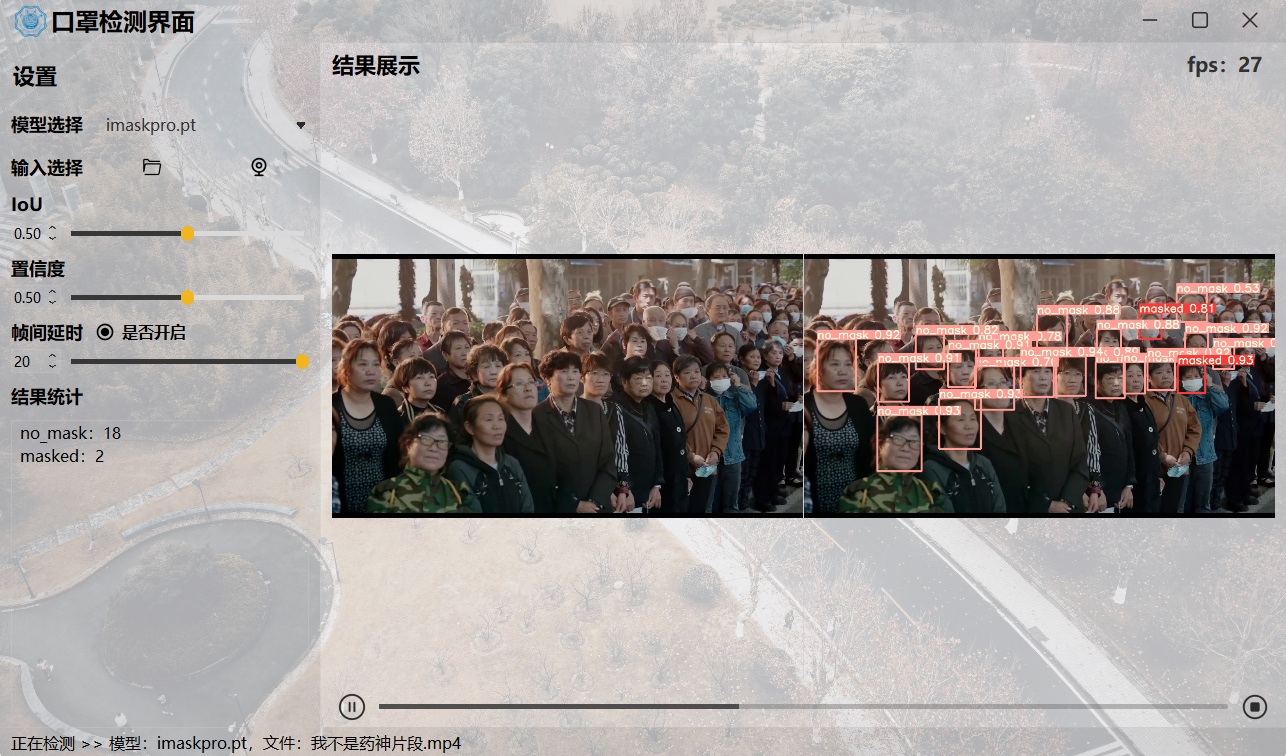 口罩检测界面
设置
模型选择 imaskpro.pt
输入选择
IoU
0.50
置信度
0.50
帧间延时 是否开启
20
结果统计
no_mask：18
masked：2
结果展示
fps：27
no_mask 0.53
masked 0.81
no_mask 0.88
no_mask 0.88
no_mask 0.92
no_mask 0.92
no_mask 0.82
no_mask 0.78
no_mask 0.91
no_mask 0.94
no_mask 0.92
no_mask 0.91
masked 0.93
no_mask 0.93
no_mask 0.93
正在检测 >> 模型：imaskpro.pt，文件：我不是药神片段.mp4